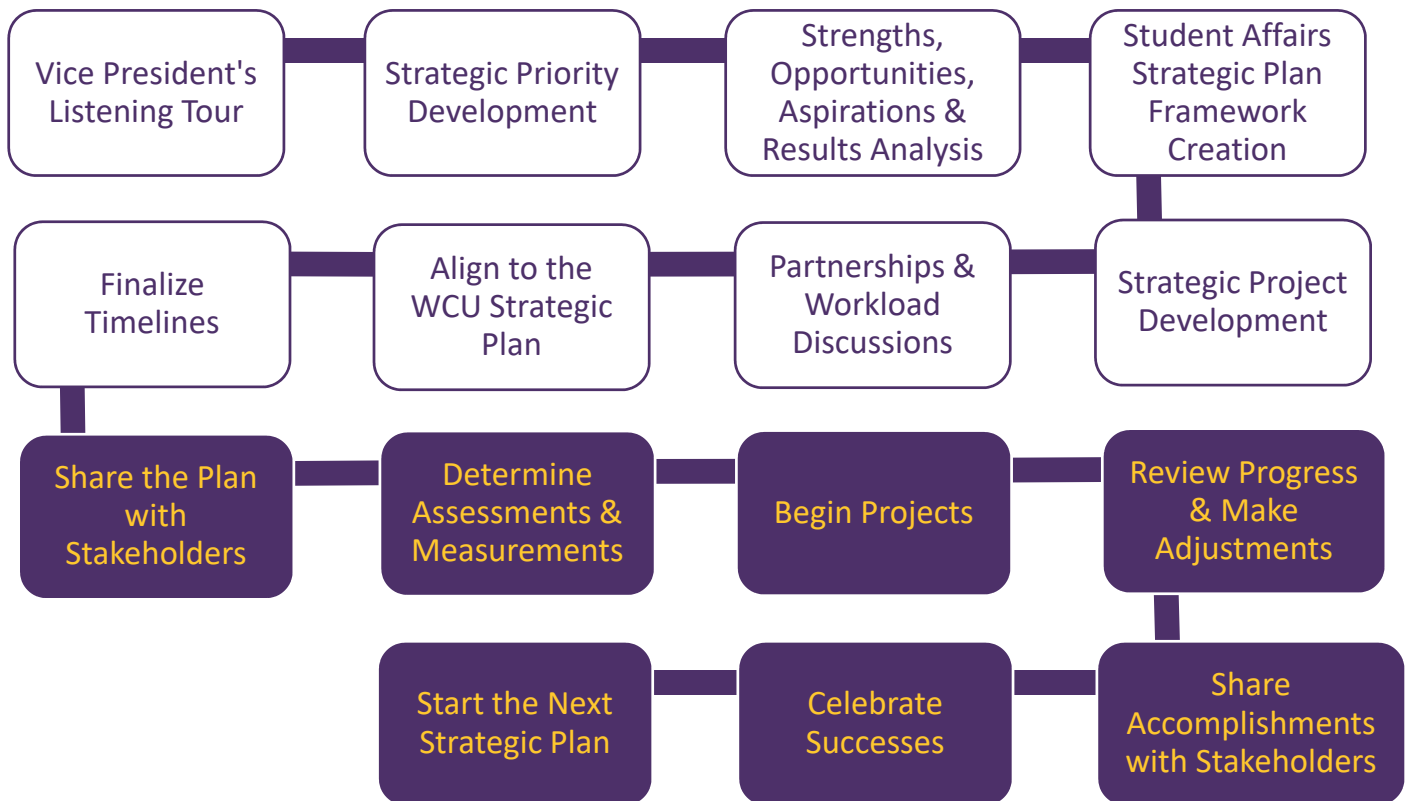 Vice President's
Listening Tour
Strategic Priority
Development
Strengths,
Opportunities,
Aspirations &
Results Analysis
Student Affairs
Strategic Plan
Framework
Creation
Strategic Project
Development
Partnerships &
Workload
Discussions
Align to the
WCU Strategic
Plan
Finalize
Timelines
Share the Plan
with
Stakeholders
Determine
Assessments &
Measurements
Begin Projects
Review Progress
& Make
Adjustments
Share
Accomplishments
with Stakeholders
Celebrate
Successes
Start the Next
Strategic Plan